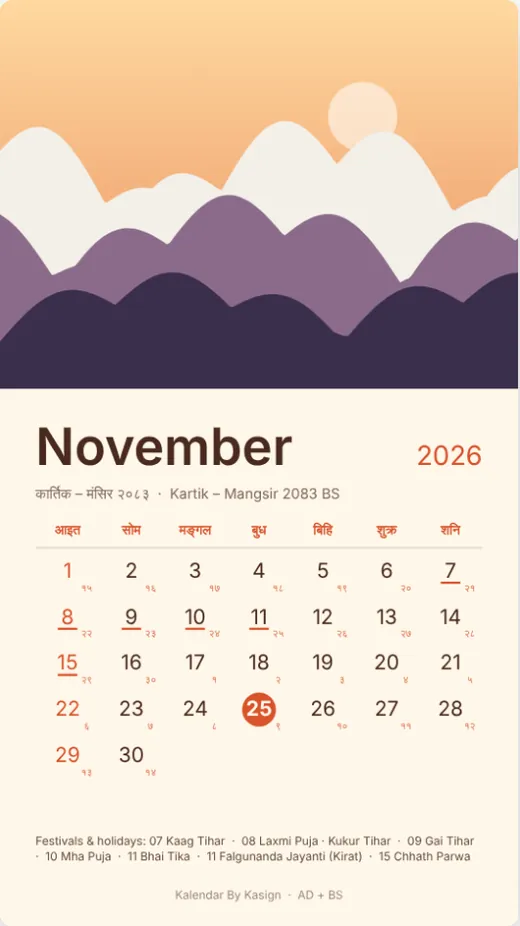 November 2026
कार्तिक – मंसिर २०८३ · Kartik – Mangsir 2083 BS
आइत सोम मङ्गल बुध बिहि शुक्र शनि
1 2 3 4 5 6 7
१५ १६ १७ १८ १९ २० २१
8 9 10 11 12 13 14
२२ २३ २४ २५ २६ २७ २८
15 16 17 18 19 20 21
२९ ३० १ २ ३ ४ ५
22 23 24 25 26 27 28
६ ७ ८ ९ १० ११ १२
29 30
१३ १४
Festivals & holidays: 07 Kaag Tihar · 08 Laxmi Puja · Kukur Tihar · 09 Gai Tihar
· 10 Mha Puja · 11 Bhai Tika · 11 Falgunanda Jayanti (Kirat) · 15 Chhath Parwa
Kalendar By Kasign · AD + BS